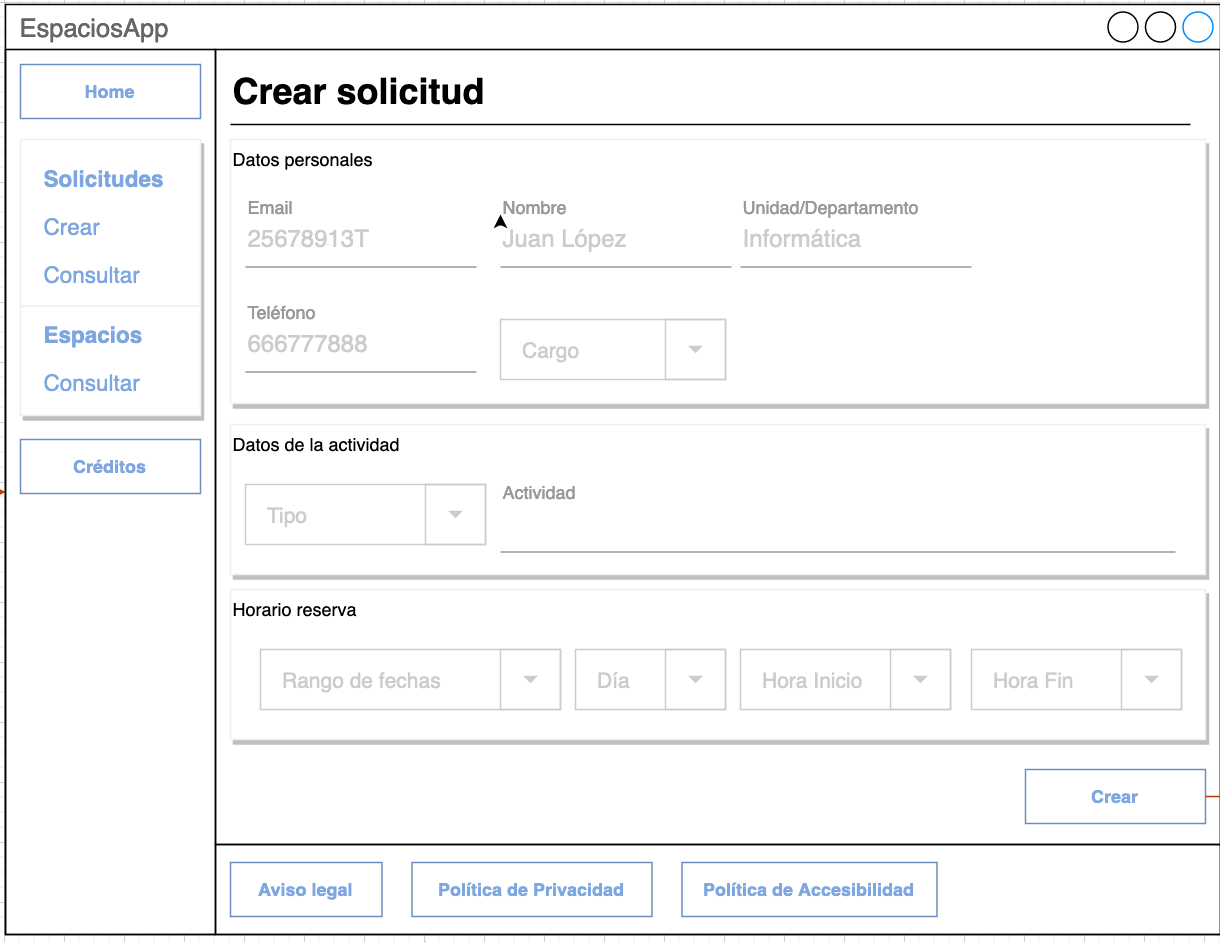 EspaciosApp
Home
Solicitudes
Crear
Consultar
Espacios
Consultar
Créditos
Crear solicitud
Datos personales
Email Nombre Unidad/Departamento
25678913T Juan López Informática
Teléfono
666777888
Cargo
Datos de la actividad
Tipo
Actividad
Horario reserva
Rango de fechas Día Hora Inicio Hora Fin
Crear
Aviso legal Política de Privacidad Política de Accesibilidad